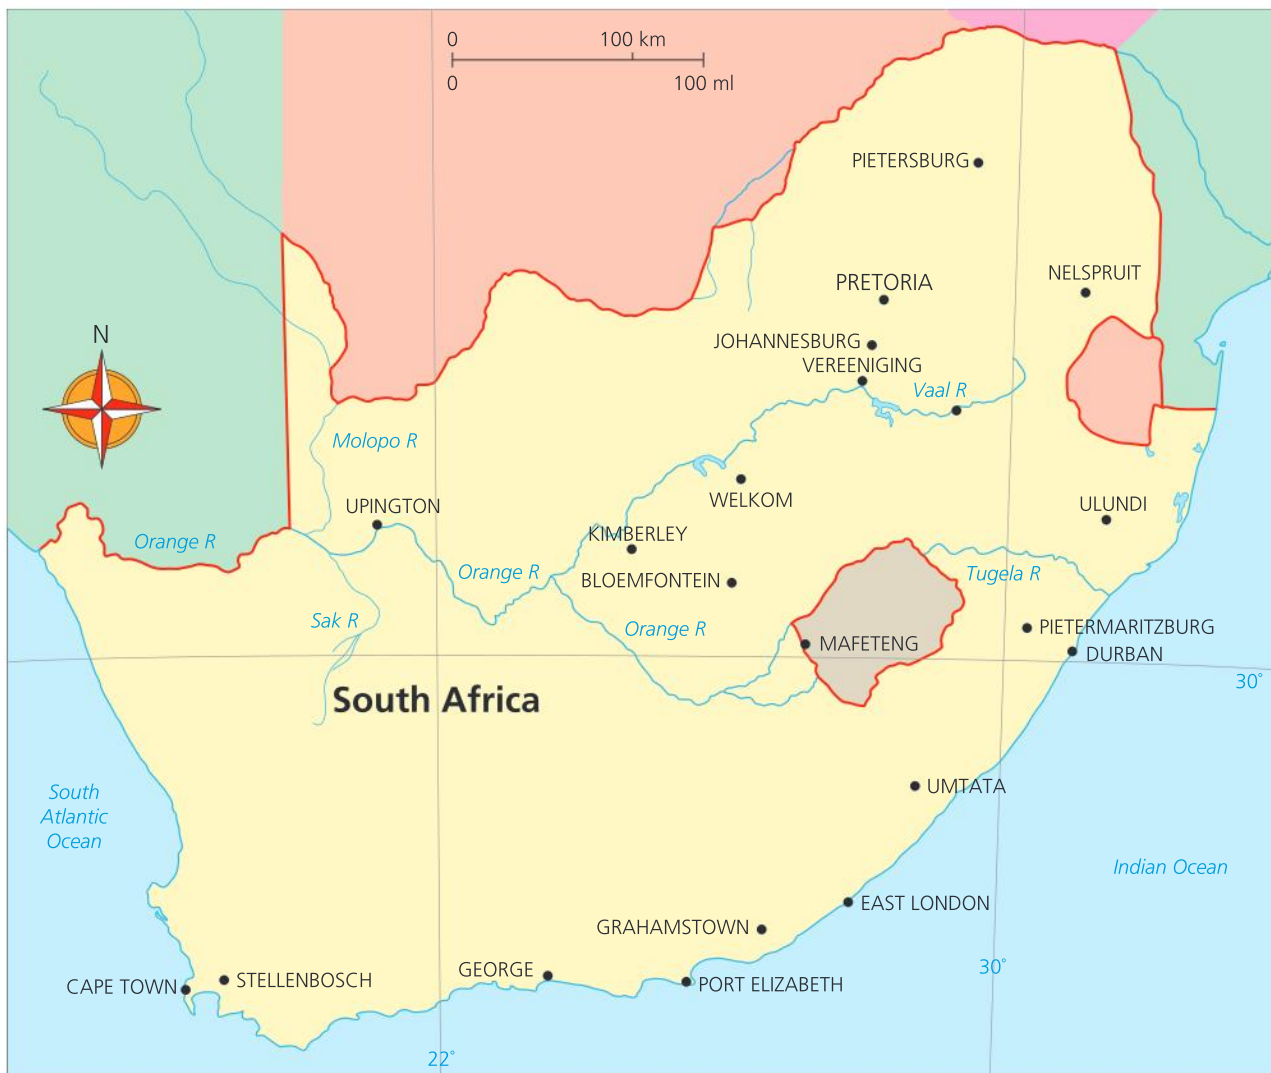 0 100 km
0 100 ml
PIETERSBURG
NELSPRUIT
PRETORIA
N
JOHANNESBURG
VEREENIGING
Vaal R
Molopo R
WELKOM
UPINGTON
ULUNDI
KIMBERLEY
Orange R
Orange R
Tugela R
BLOEMFONTEIN
Sak R
Orange R
PIETERMARITZBURG
MAFETENG
DURBAN
30°
South Africa
UMTATA
South
Atlantic
Ocean
Indian Ocean
EAST LONDON
GRAHAMSTOWN
30°
GEORGE
STELLENBOSCH
CAPE TOWN
PORT ELIZABETH
22°